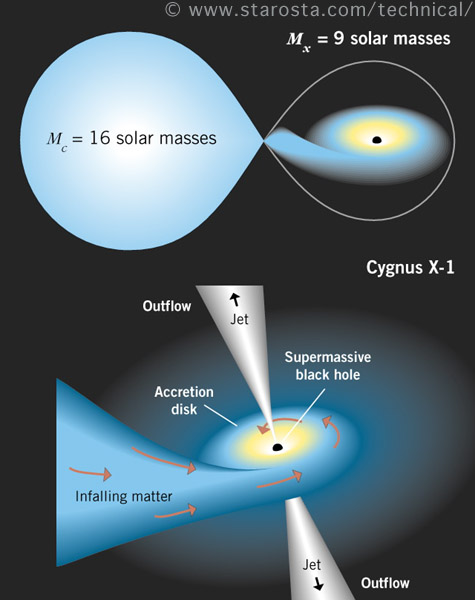 © www.starosta.com/technical/
Mx = 9 solar masses
Mc = 16 solar masses
Cygnus X-1
Outflow
Jet
Supermassive
black hole
Accretion
disk
Infalling matter
Jet
Outflow